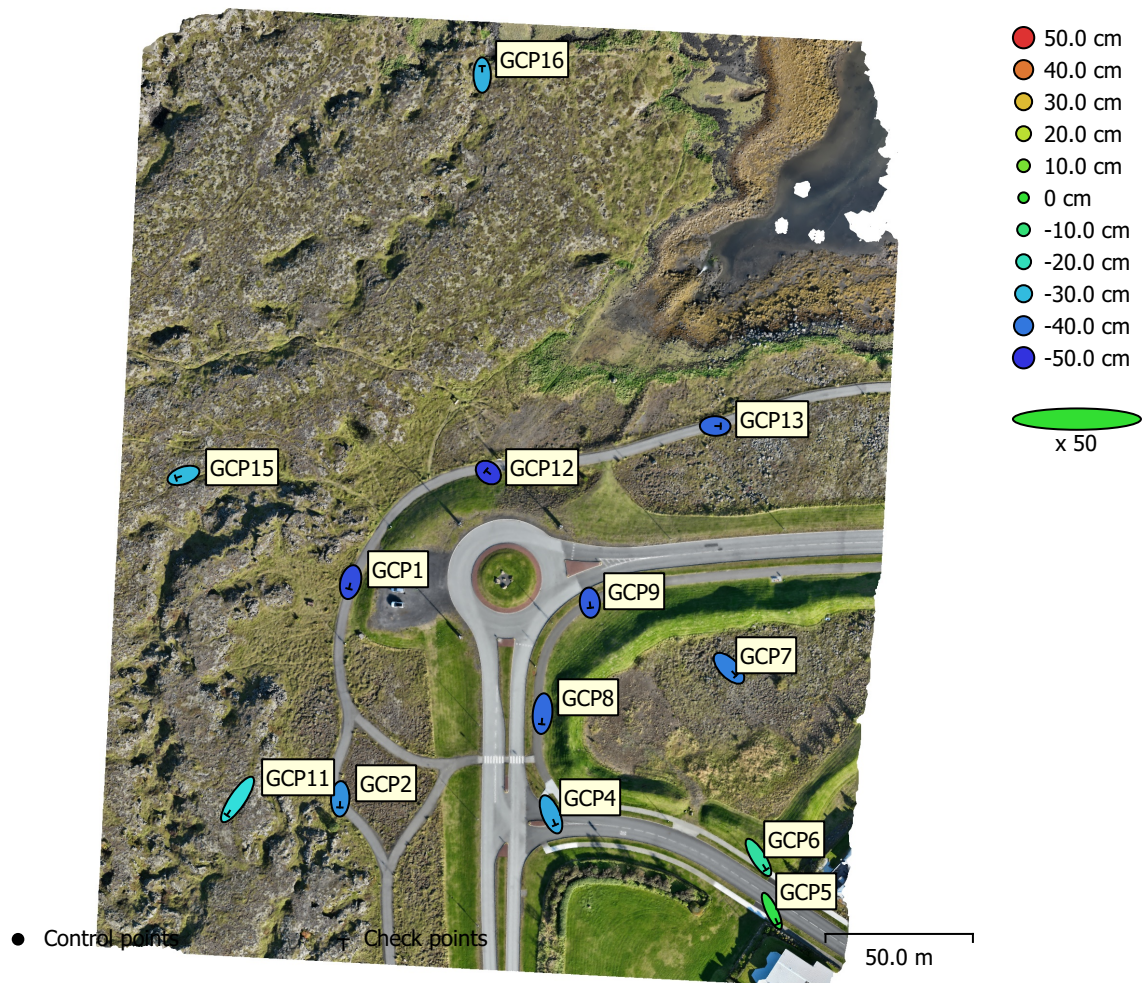 GCP16
50.0 cm
40.0 cm
30.0 cm
20.0 cm
10.0 cm
0 cm
-10.0 cm
-20.0 cm
-30.0 cm
-40.0 cm
-50.0 cm
x 50
GCP13
GCP15
GCP12
GCP1
GCP9
GCP7
GCP8
GCP11
GCP2
GCP4
GCP6
GCP5
Control points
Check points
50.0 m